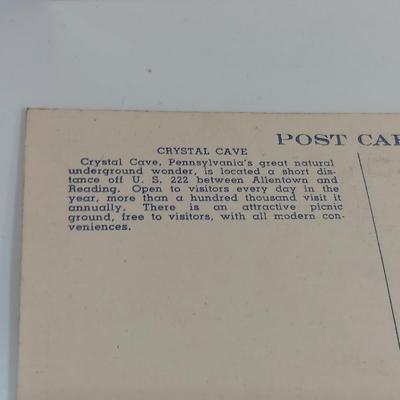 POST CA
CRYSTAL CAVE
Crystal Cave, Pennsylvania's great natural
underground wonder, is located a short dis-
tance off U. S. 222 between Allentown and
Reading. Open to visitors every day in the
year, more than a hundred thousand visit it
annually. There is an attractive picnic
ground, free to visitors, with all modern con-
veniences.